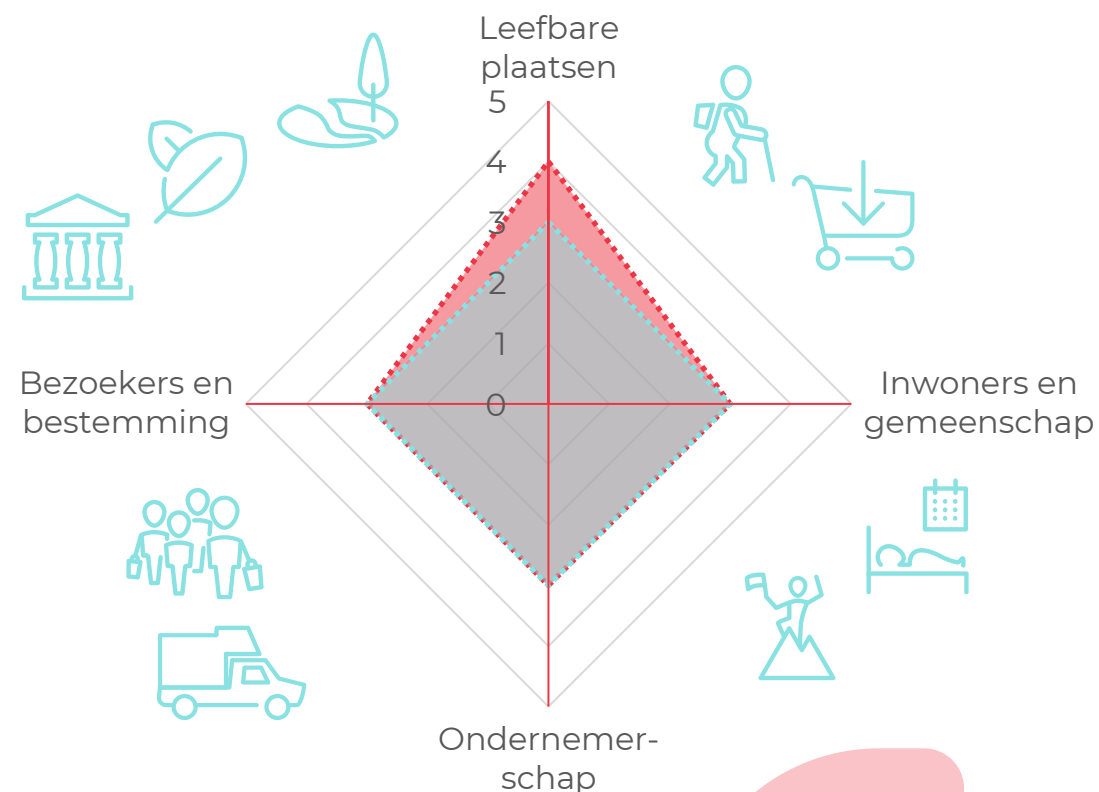 Leefbare
plaatsen
5
4
3
2
1
0
Bezoekers en
bestemming
Inwoners en
gemeenschap
Ondernemer-
schap